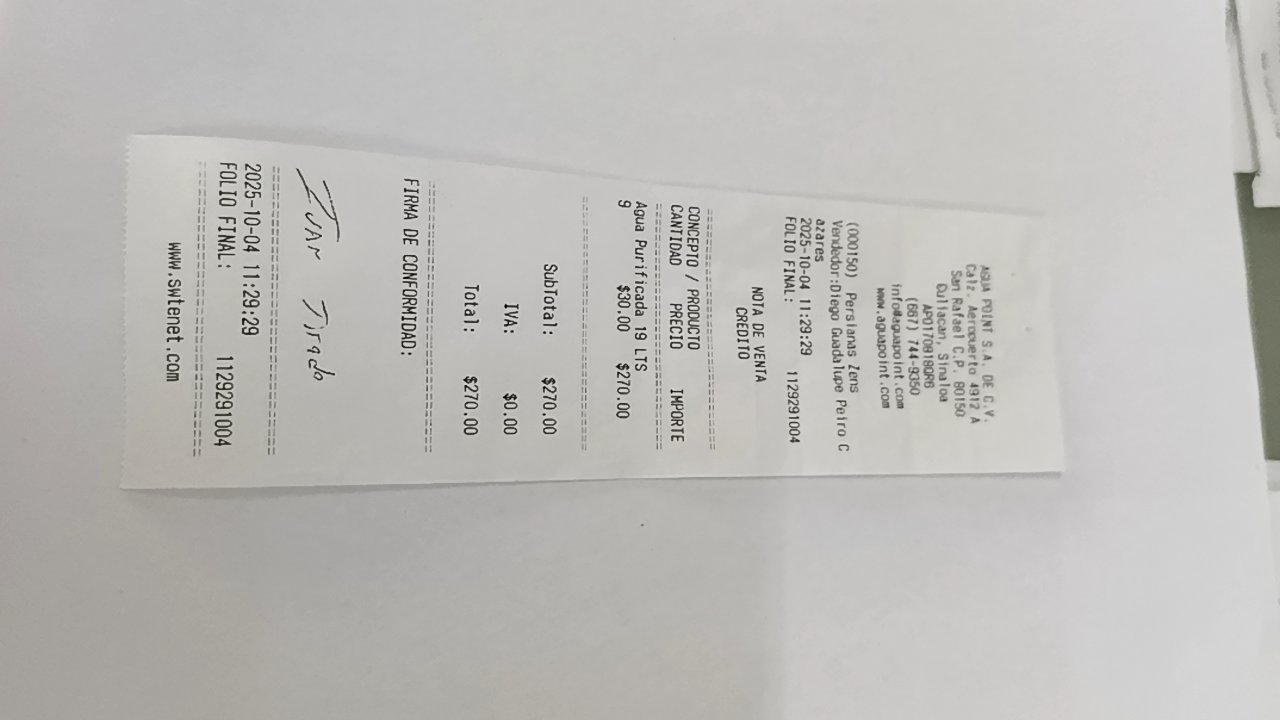 AGUA POINT S.A. DE C.V.
Calz. Aeropuerto 4912 A
San Rafael C.P. 80150
Culiacan, Sinaloa
APO170918QR6
(667) 744-9350
info@aguapoint.com
www.aguapoint.com
(000150) Persianas Zens
Vendedor:Diego Guadalupe Peiro C
azares
2025-10-04 11:29:29
FOLIO FINAL: 1129291004
NOTA DE VENTA
CREDITO
================================
CONCEPTO / PRODUCTO
CANTIDAD PRECIO IMPORTE
================================
Agua Purificada 19 LTS
9 $30.00 $270.00
================================
SubTotal: $270.00
IVA: $0.00
Total: $270.00
================================
FIRMA DE CONFORMIDAD:
Ivan Tirado
================================
2025-10-04 11:29:29
FOLIO FINAL: 1129291004
================================
www.swtenet.com